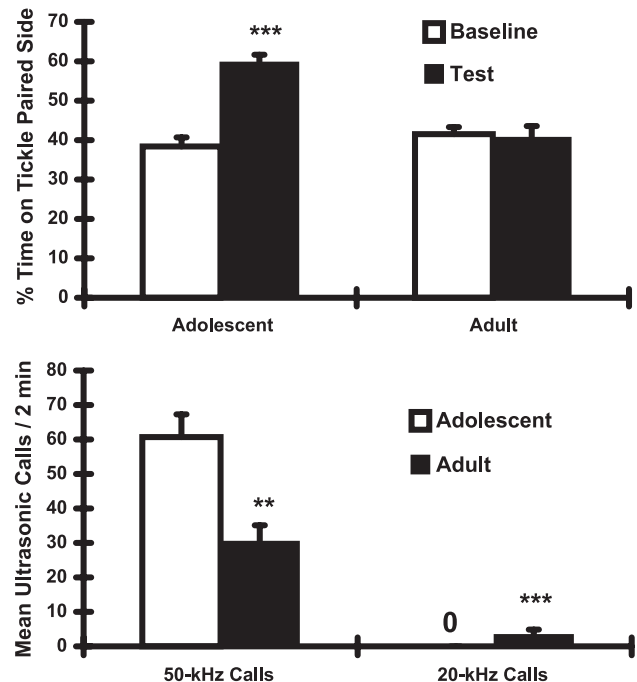 % Time on Tickle Paired Side
70
60
50
40
30
20
10
0
***
Baseline
Test
Adolescent
Adult
Mean Ultrasonic Calls / 2 min
80
70
60
50
40
30
20
10
0
**
0
***
Adolescent
Adult
50-kHz Calls
20-kHz Calls